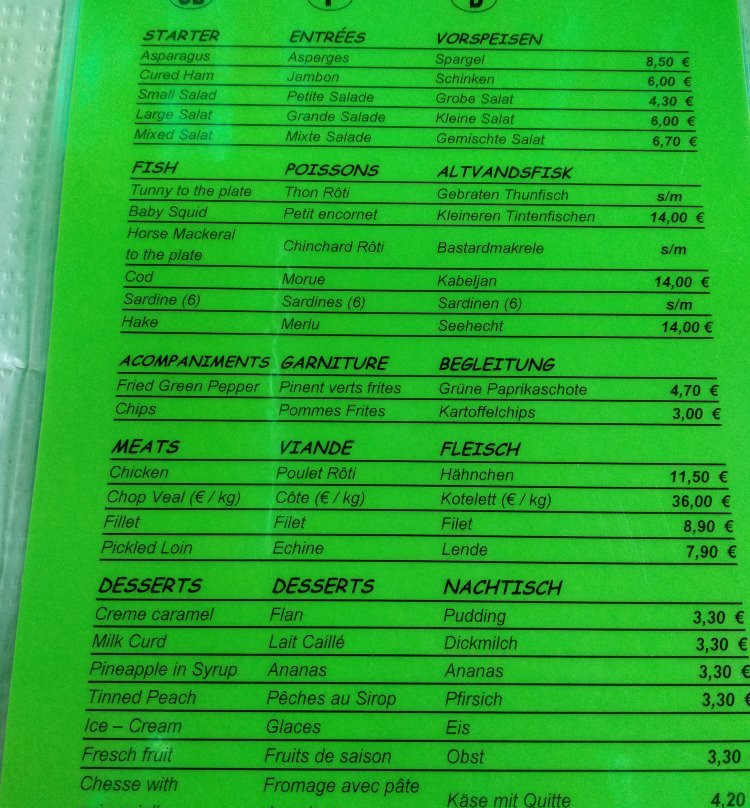 GB F D
STARTER ENTRÉES VORSPEISEN
Asparagus Asperges Spargel 8,50 €
Cured Ham Jambon Schinken 6,00 €
Small Salad Petite Salade Grobe Salat 4,30 €
Large Salat Grande Salade Kleine Salat 6,00 €
Mixed Salat Mixte Salade Gemischte Salat 6,70 €
FISH POISSONS ALTVANDSFISK
Tunny to the plate Thon Rôti Gebraten Thunfisch s/m
Baby Squid Petit encornet Kleineren Tintenfischen 14,00 €
Horse Mackeral
to the plate Chinchard Rôti Bastardmakrele s/m
Cod Morue Kabeljan 14,00 €
Sardine (6) Sardines (6) Sardinen (6) s/m
Hake Merlu Seehecht 14,00 €
ACOMPANIMENTS GARNITURE BEGLEITUNG
Fried Green Pepper Pinent verts frites Grüne Paprikaschote 4,70 €
Chips Pommes Frites Kartoffelchips 3,00 €
MEATS VIANDE FLEISCH
Chicken Poulet Rôti Hähnchen 11,50 €
Chop Veal (€ / kg) Côte (€ / kg) Kotelett (€ / kg) 36,00 €
Fillet Filet Filet 8,90 €
Pickled Loin Echine Lende 7,90 €
DESSERTS DESSERTS NACHTISCH
Creme caramel Flan Pudding 3,30 €
Milk Curd Lait Caillé Dickmilch 3,30 €
Pineapple in Syrup Ananas Ananas 3,30 €
Tinned Peach Pêches au Sirop Pfirsich 3,30 €
Ice – Cream Glaces Eis
Fresch fruit Fruits de saison Obst 3,30
Chesse with Fromage avec pâte
Käse mit Quitte 4,20